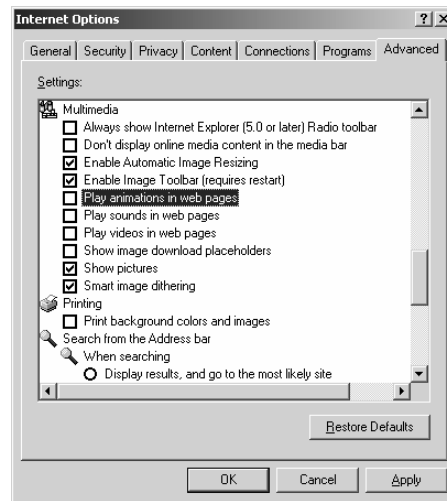 Internet Options
General Security Privacy Content Connections Programs Advanced
Settings:
Multimedia
Always show Internet Explorer (5.0 or later) Radio toolbar
Don't display online media content in the media bar
Enable Automatic Image Resizing
Enable Image Toolbar (requires restart)
Play animations in web pages
Play sounds in web pages
Play videos in web pages
Show image download placeholders
Show pictures
Smart image dithering
Printing
Print background colors and images
Search from the Address bar
When searching
Display results, and go to the most likely site
Restore Defaults
OK Cancel Apply